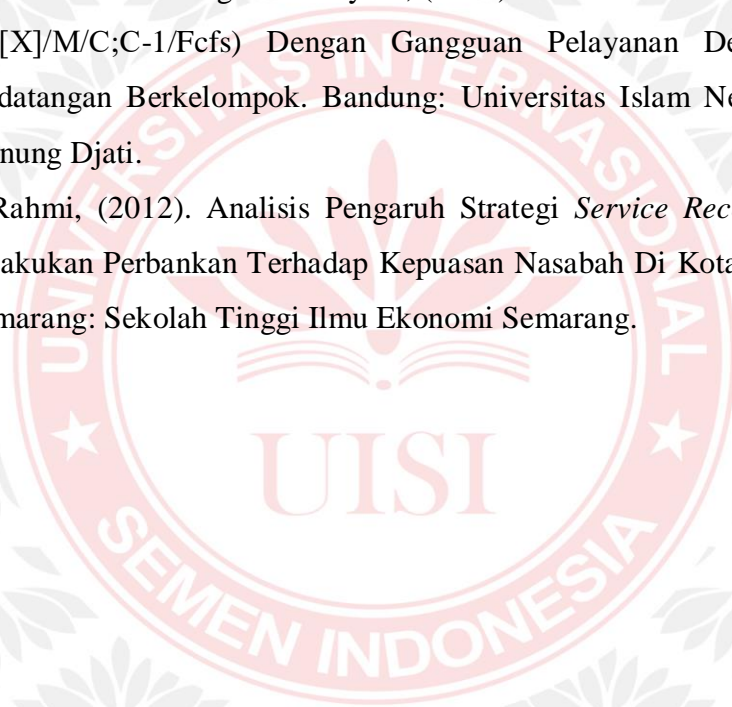 [X]/M/C;C-1/Fcfs) Dengan Gangguan Pelayanan De
datangan Berkelompok. Bandung: Universitas Islam Ne
nung Djati.
Rahmi, (2012). Analisis Pengaruh Strategi Service Rec
akukan Perbankan Terhadap Kepuasan Nasabah Di Kota
marang: Sekolah Tinggi Ilmu Ekonomi Semarang.
UNIVERSITAS INTERNASIONAL
UISI
SEMEN INDONESIA